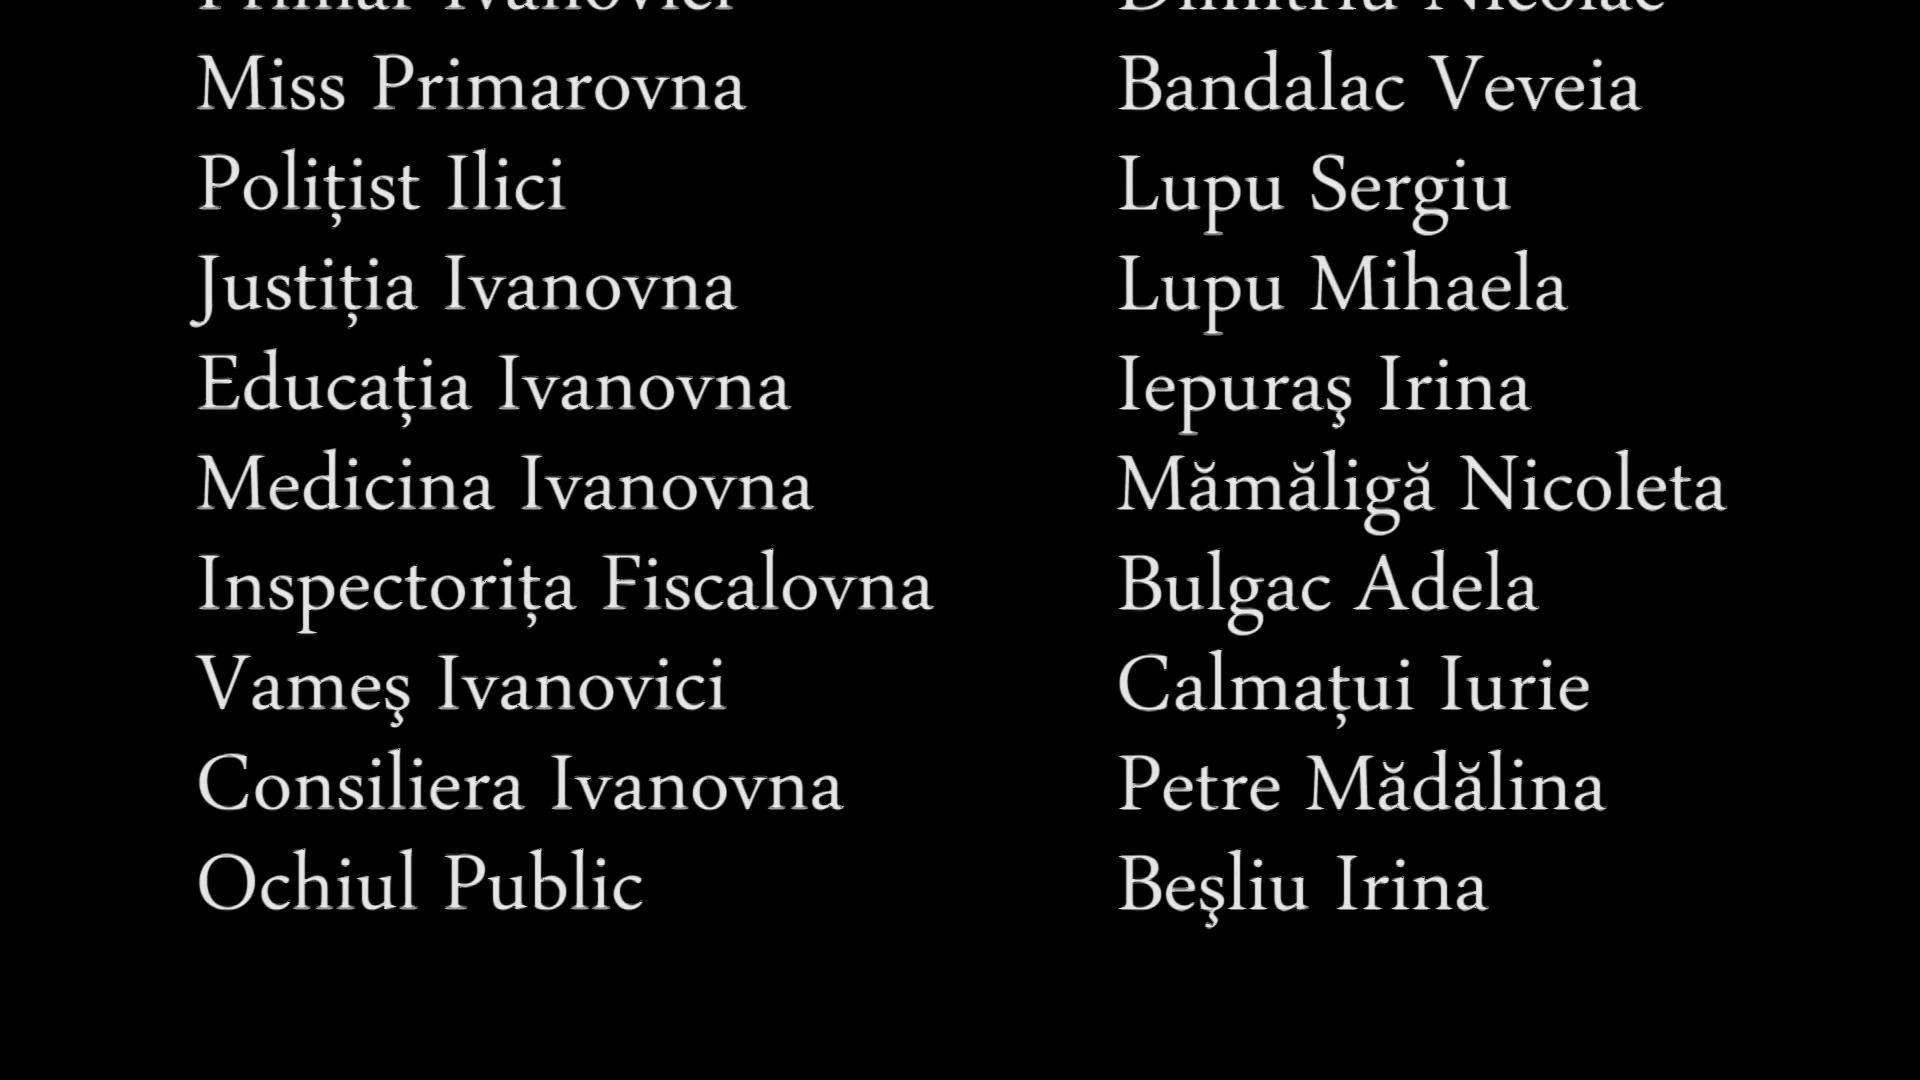 Primar Ivanovici Dimitriu Nicolae
Miss Primarovna Bandalac Veveia
Polițist Ilici Lupu Sergiu
Justiția Ivanovna Lupu Mihaela
Educația Ivanovna Iepuraş Irina
Medicina Ivanovna Mămăligă Nicoleta
Inspectorița Fiscalovna Bulgac Adela
Vameş Ivanovici Calmațui Iurie
Consiliera Ivanovna Petre Mădălina
Ochiul Public Beşliu Irina